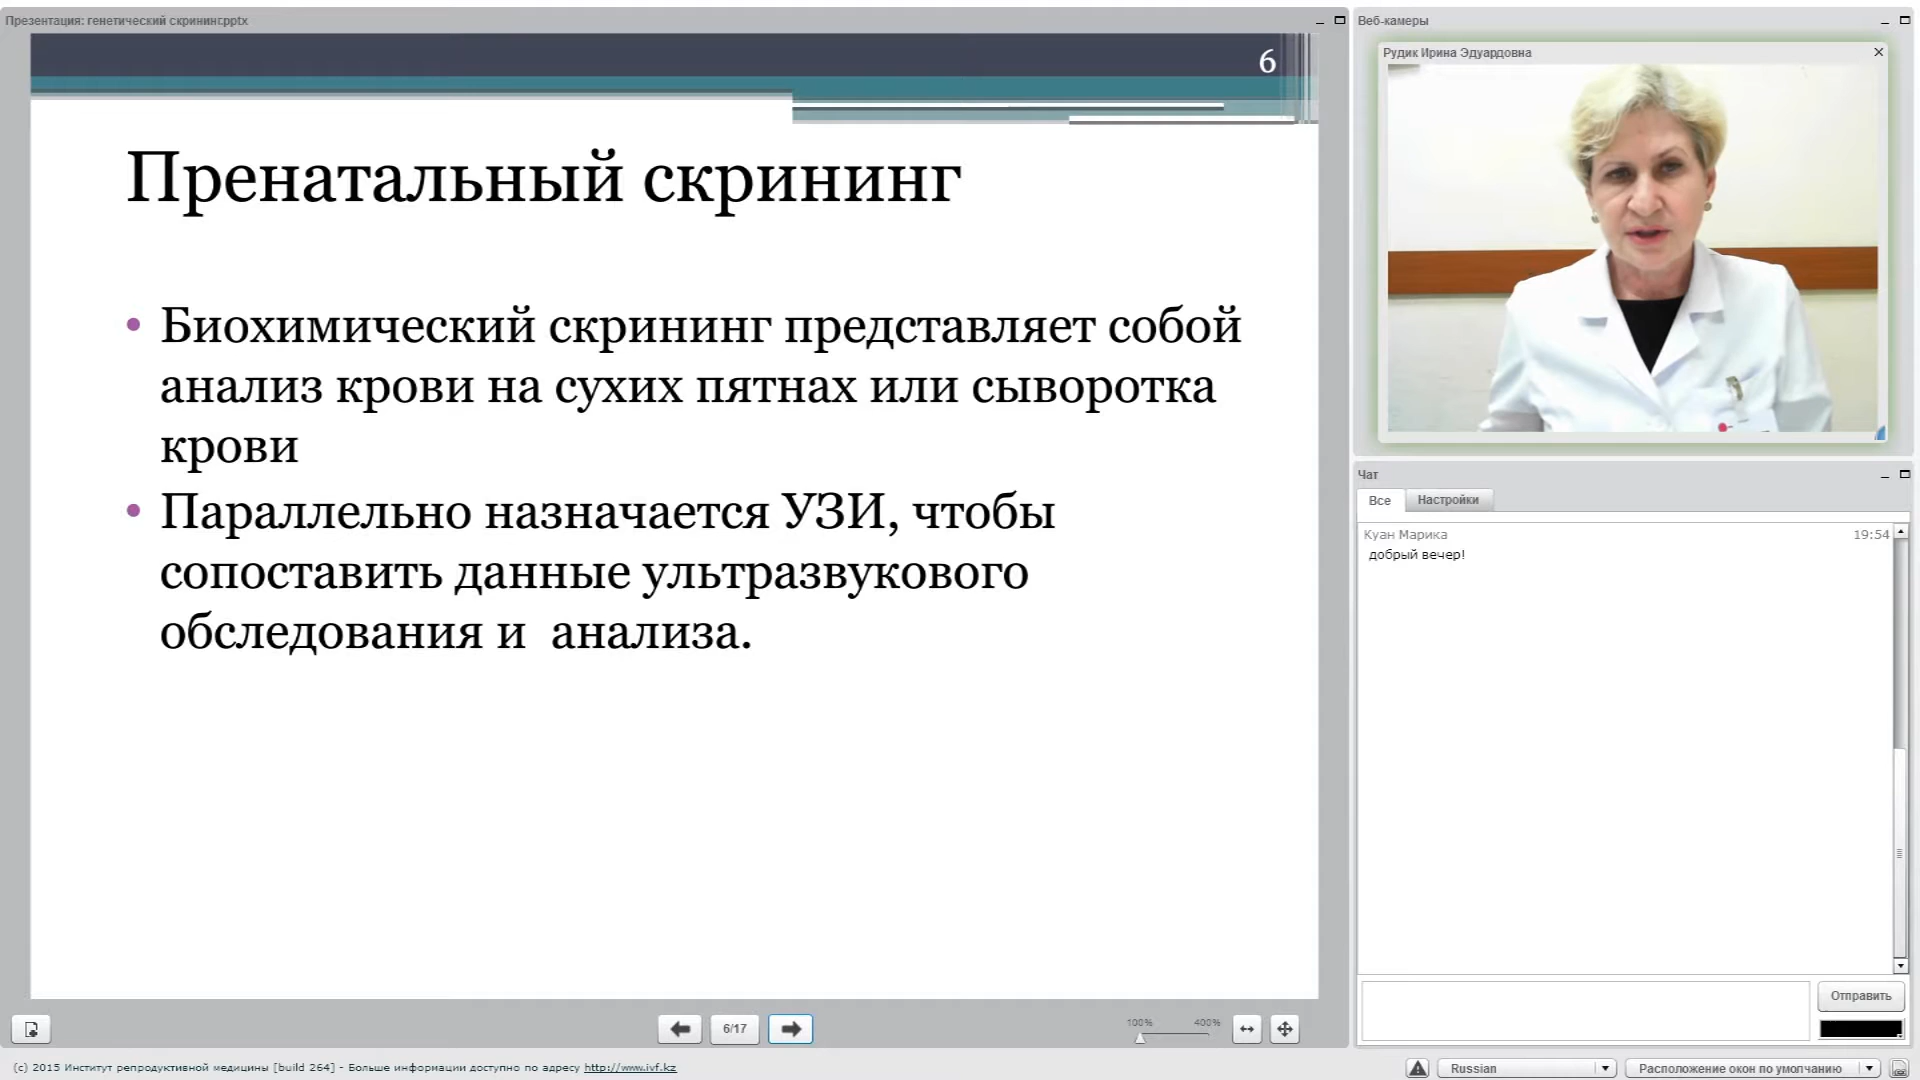 Презентация: генетический скрининг.pptx
6
Пренатальный скрининг
• Биохимический скрининг представляет собой
анализ крови на сухих пятнах или сыворотка
крови
• Параллельно назначается УЗИ, чтобы
сопоставить данные ультразвукового
обследования и анализа.
6/17
100%
400%
Веб-камеры
Рудик Ирина Эдуардовна
Чат
Все
Настройки
Куан Марика
19:54
добрый вечер!
Отправить
(c) 2015 Институт репродуктивной медицины [build 264] - Больше информации доступно по адресу http://www.ivf.kz
Russian
Расположение окон по умолчанию